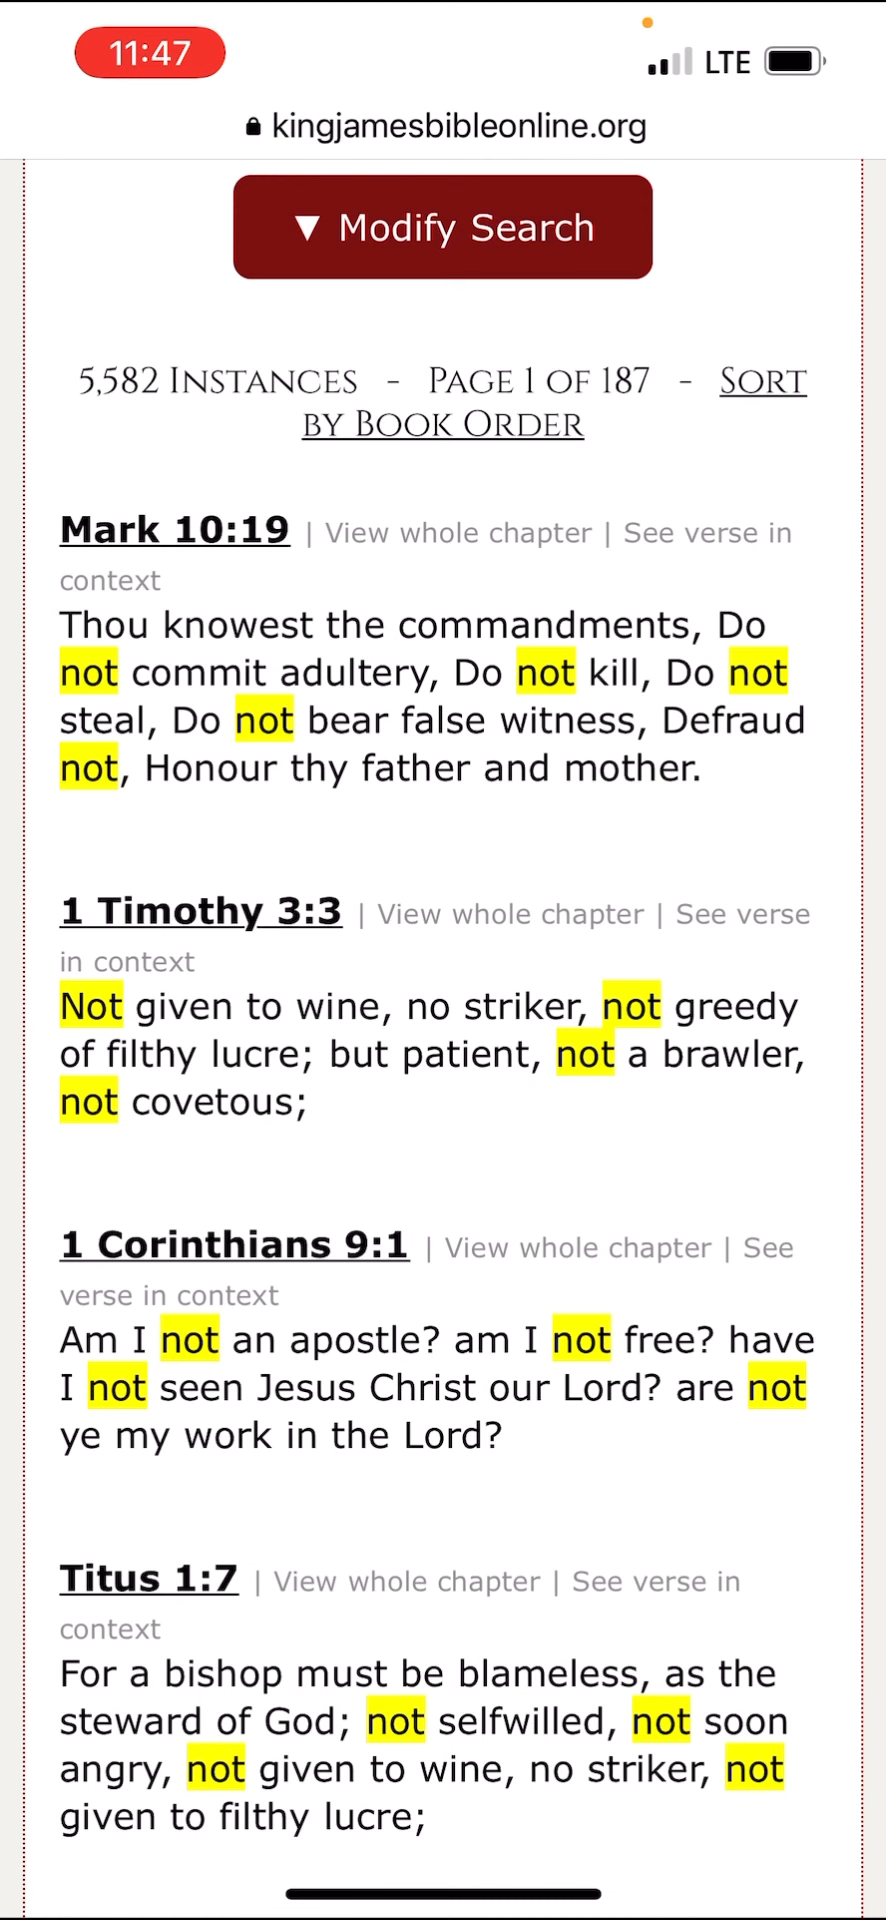 11:47
LTE
kingjamesbibleonline.org
▼ Modify Search
5,582 Instances - Page 1 of 187 - Sort
by Book Order
Mark 10:19 | View whole chapter | See verse in
context
Thou knowest the commandments, Do
not commit adultery, Do not kill, Do not
steal, Do not bear false witness, Defraud
not, Honour thy father and mother.
1 Timothy 3:3 | View whole chapter | See verse
in context
Not given to wine, no striker, not greedy
of filthy lucre; but patient, not a brawler,
not covetous;
1 Corinthians 9:1 | View whole chapter | See
verse in context
Am I not an apostle? am I not free? have
I not seen Jesus Christ our Lord? are not
ye my work in the Lord?
Titus 1:7 | View whole chapter | See verse in
context
For a bishop must be blameless, as the
steward of God; not selfwilled, not soon
angry, not given to wine, no striker, not
given to filthy lucre;